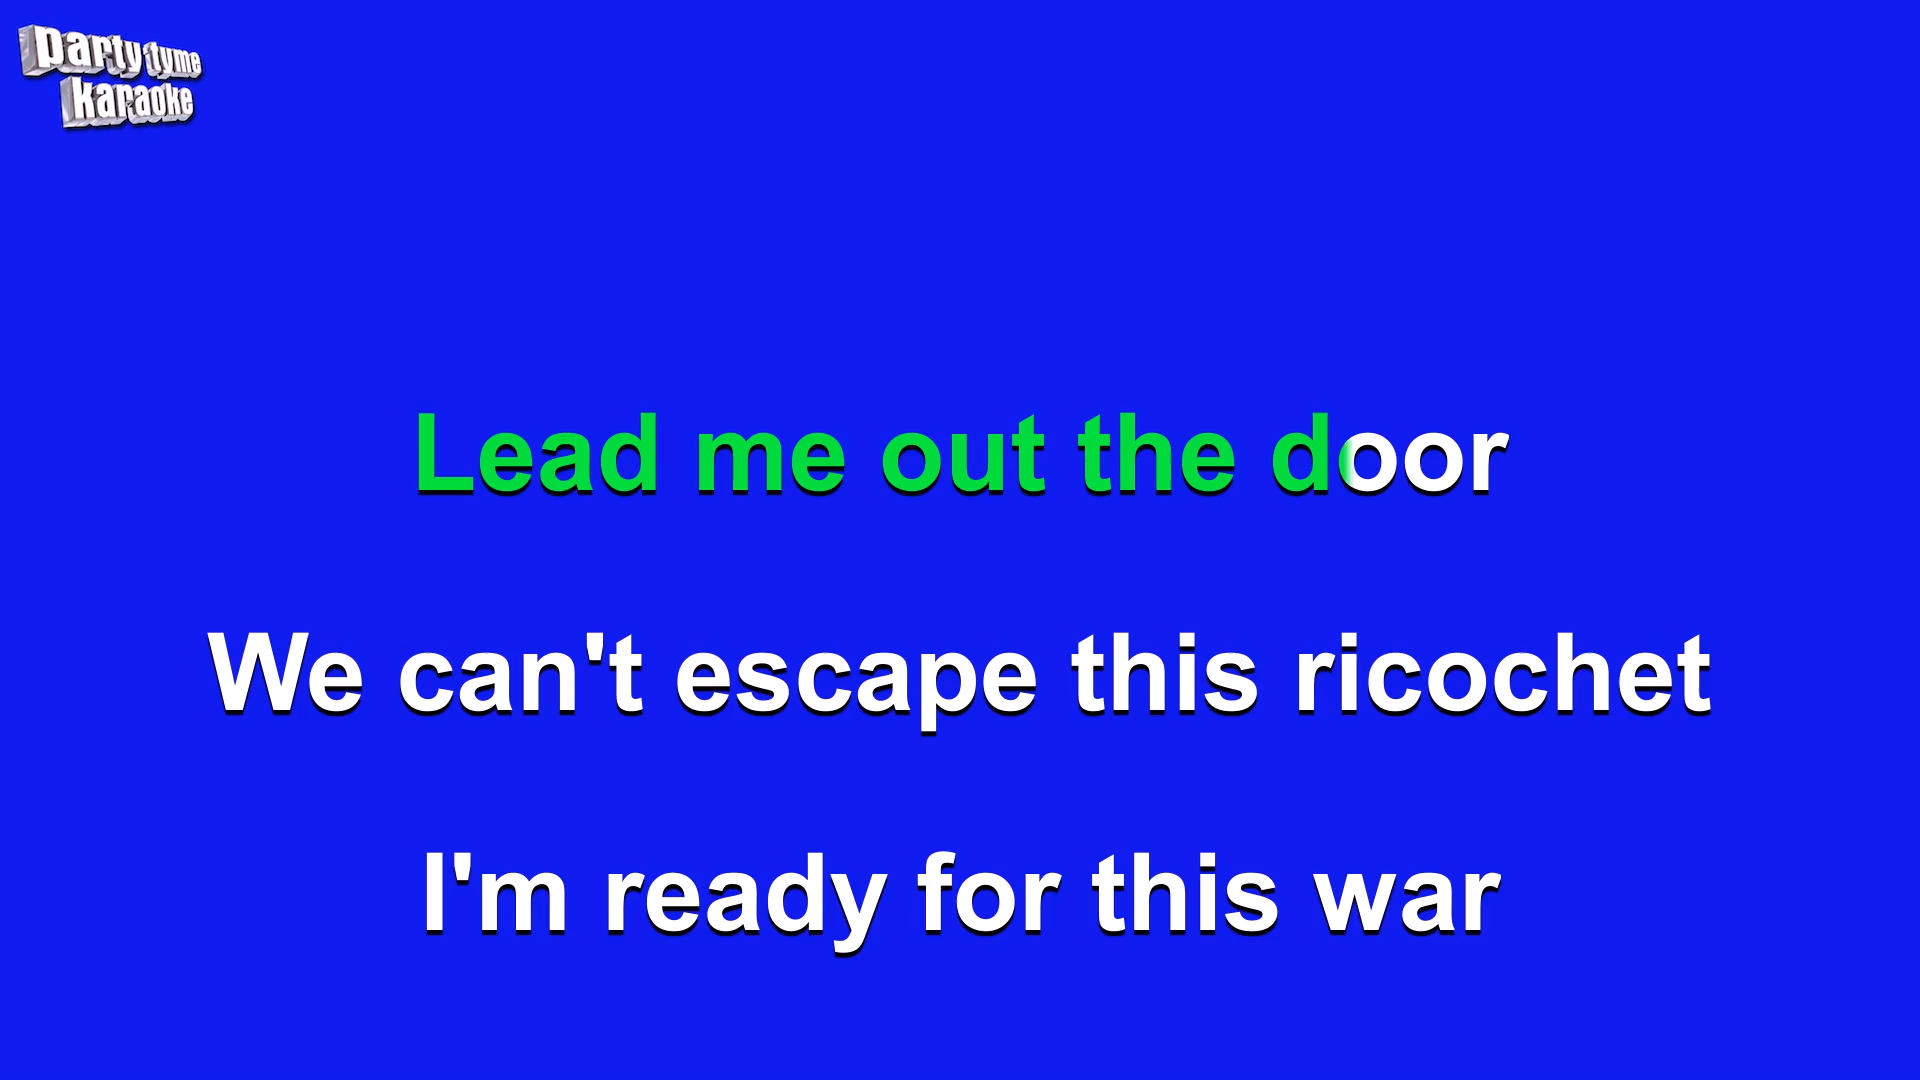 party tyme
karaoke
Lead me out the door
We can't escape this ricochet
I'm ready for this war